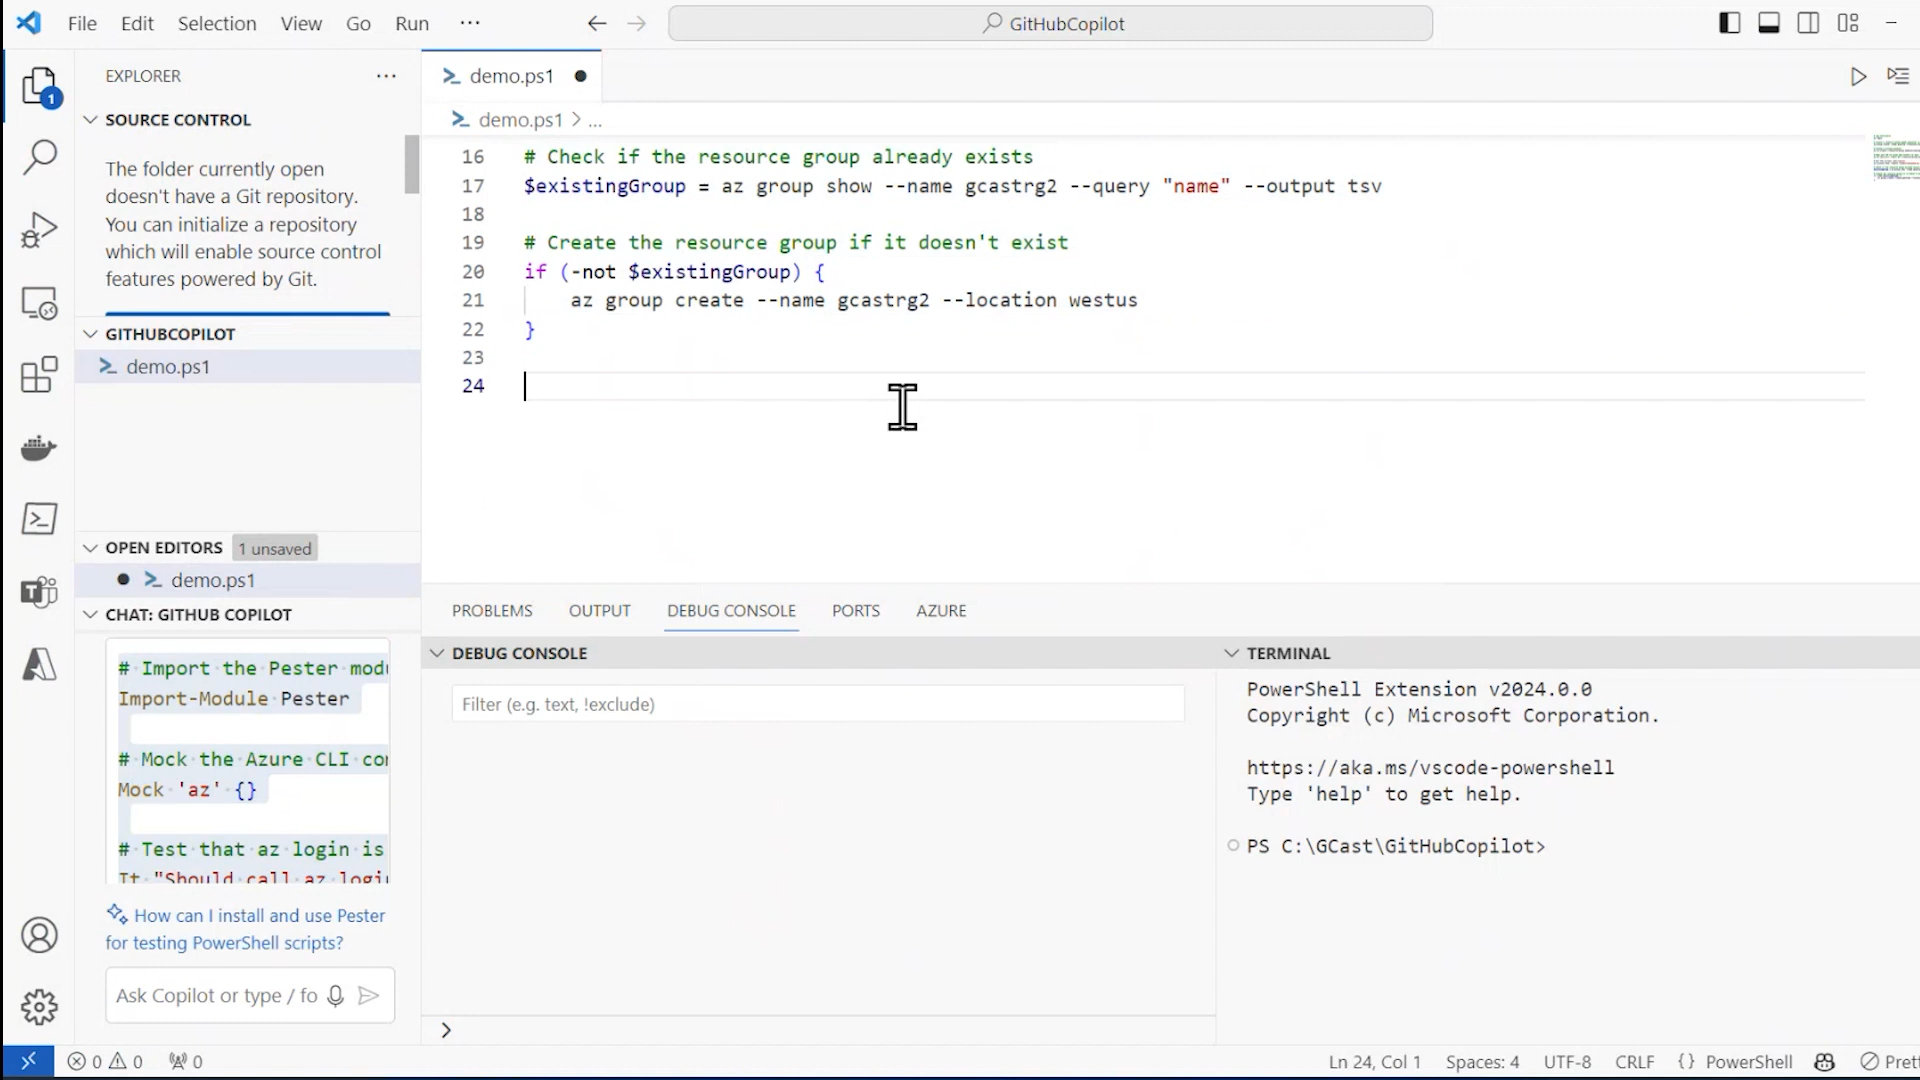 File Edit Selection View Go Run ···
GitHubCopilot
EXPLORER ···
SOURCE CONTROL
The folder currently open
doesn't have a Git repository.
You can initialize a repository
which will enable source control
features powered by Git.
GITHUBCOPILOT
demo.ps1
OPEN EDITORS 1 unsaved
demo.ps1
CHAT: GITHUB COPILOT
# Import the Pester modu
Import-Module Pester
# Mock the Azure CLI
Mock 'az' {}
# Test that az login is
It "Should call az logi
How can I install and use Pester
for testing PowerShell scripts?
Ask Copilot or type / fo
demo.ps1
demo.ps1 > ...
16 # Check if the resource group already exists
17 $existingGroup = az group show --name gcastrg2 --query "name" --output tsv
18
19 # Create the resource group if it doesn't exist
20 if (-not $existingGroup) {
21 az group create --name gcastrg2 --location westus
22 }
23
24
PROBLEMS OUTPUT DEBUG CONSOLE PORTS AZURE
DEBUG CONSOLE
Filter (e.g. text, !exclude)
TERMINAL
PowerShell Extension v2024.0.0
Copyright (c) Microsoft Corporation.
https://aka.ms/vscode-powershell
Type 'help' to get help.
PS C:\GCast\GitHubCopilot>
1
0 0 0
Ln 24, Col 1 Spaces: 4 UTF-8 CRLF {} PowerShell Prett